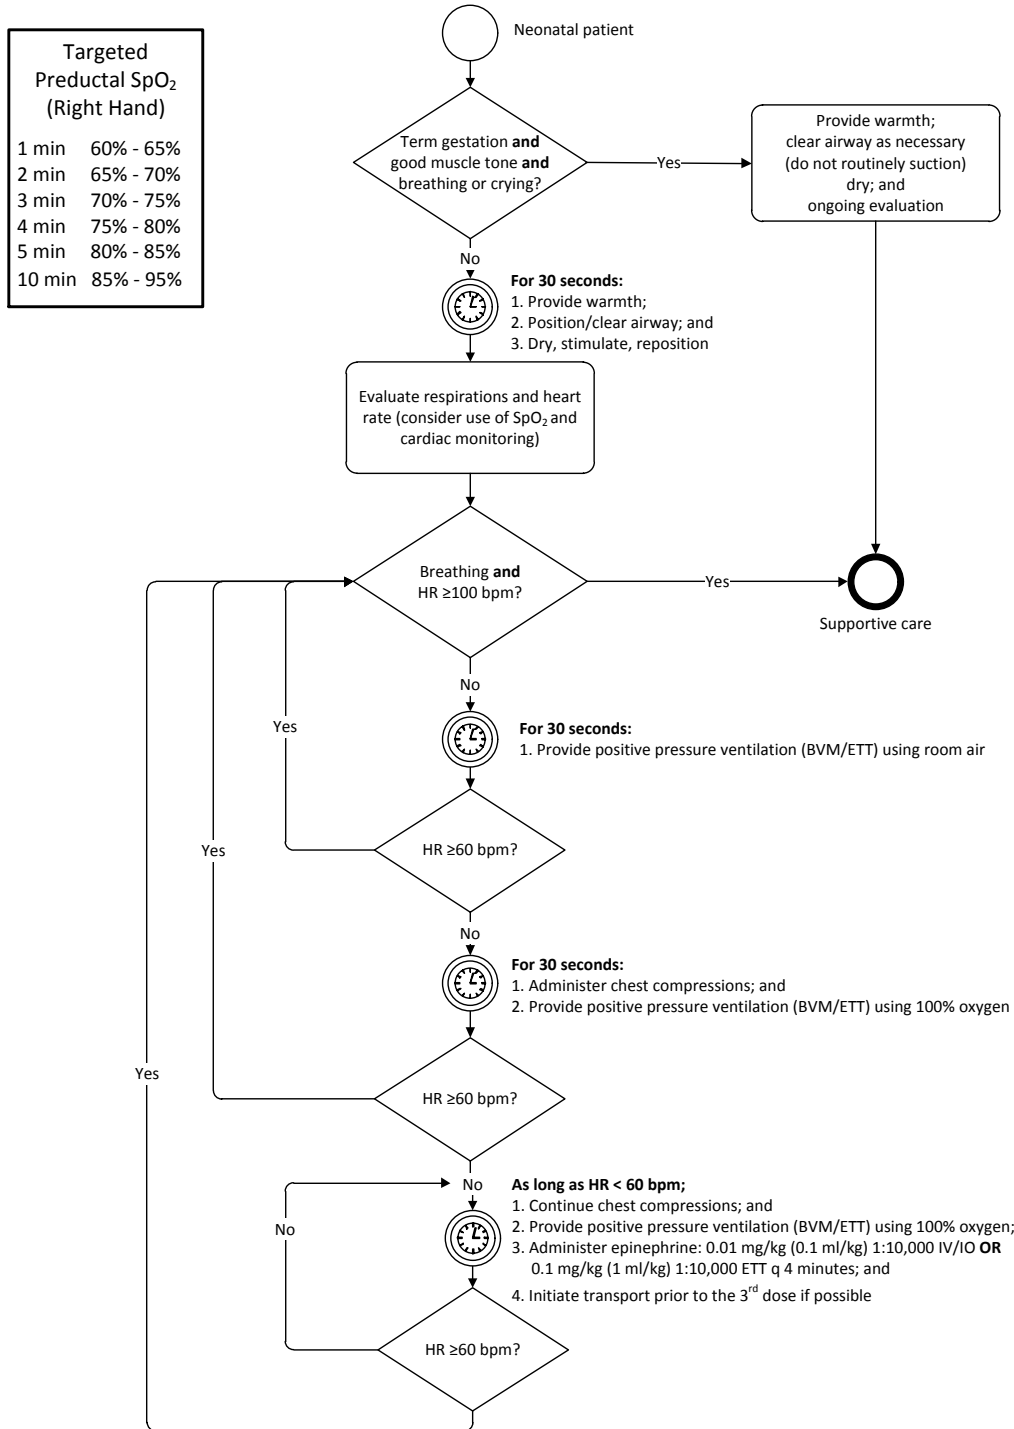 Neonatal patient
Targeted
Preductal SpO₂
(Right Hand)
1 min 60% - 65%
2 min 65% - 70%
3 min 70% - 75%
4 min 75% - 80%
5 min 80% - 85%
10 min 85% - 95%
Term gestation and
good muscle tone and
breathing or crying?
Yes
Provide warmth;
clear airway as necessary
(do not routinely suction)
dry; and
ongoing evaluation
No
For 30 seconds:
1. Provide warmth;
2. Position/clear airway; and
3. Dry, stimulate, reposition
Evaluate respirations and heart
rate (consider use of SpO₂ and
cardiac monitoring)
Breathing and
HR ≥100 bpm?
Yes
Supportive care
No
Yes
For 30 seconds:
1. Provide positive pressure ventilation (BVM/ETT) using room air
HR ≥60 bpm?
Yes
No
For 30 seconds:
1. Administer chest compressions; and
2. Provide positive pressure ventilation (BVM/ETT) using 100% oxygen
Yes
HR ≥60 bpm?
No
As long as HR < 60 bpm;
1. Continue chest compressions; and
2. Provide positive pressure ventilation (BVM/ETT) using 100% oxygen;
3. Administer epinephrine: 0.01 mg/kg (0.1 ml/kg) 1:10,000 IV/IO OR
0.1 mg/kg (1 ml/kg) 1:10,000 ETT q 4 minutes; and
4. Initiate transport prior to the 3rd dose if possible
No
HR ≥60 bpm?